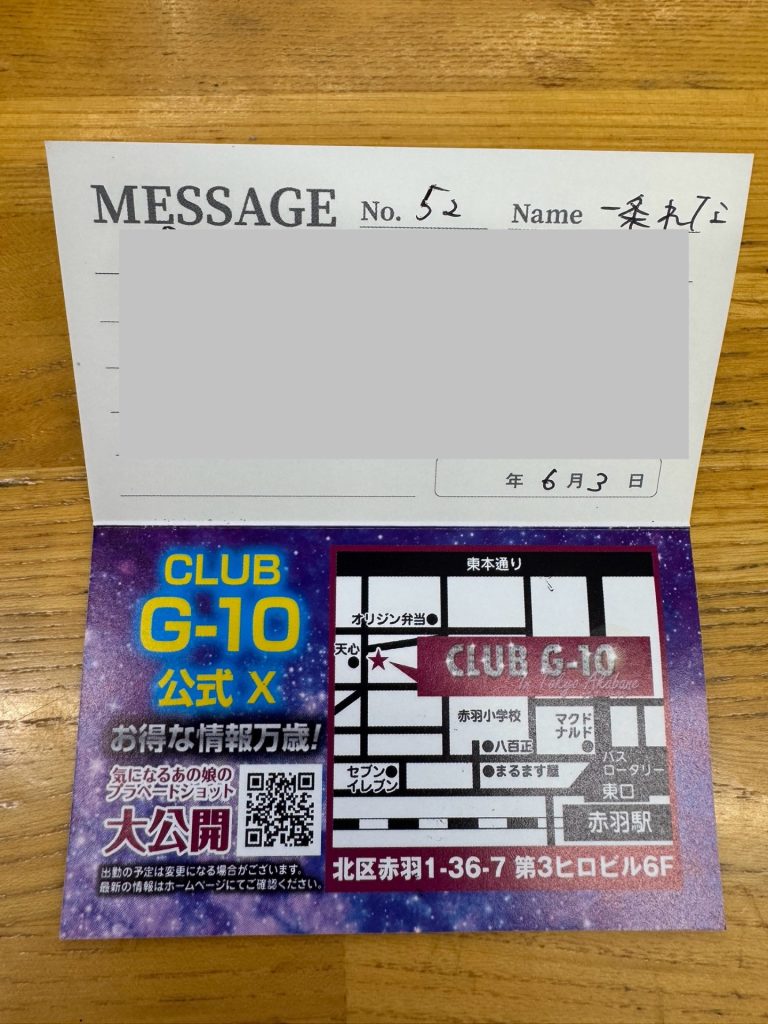 MESSAGE No. 52 Name 一条れな
年 6月3日
CLUB
G-10
公式 X
お得な情報万歳!
気になるあの娘の
プラベートショット
大公開
出勤の予定は変更になる場合がございます。
最新の情報はホームページにてご確認ください。
東本通り
オリジン弁当
天心
CLUB G-10
Tokyo Akabane
赤羽小学校
マクド
ナルド
八百正
バス
ロータリー
セブン
イレブン
まるます屋
東口
赤羽駅
北区赤羽1-36-7 第3ヒロビル6F